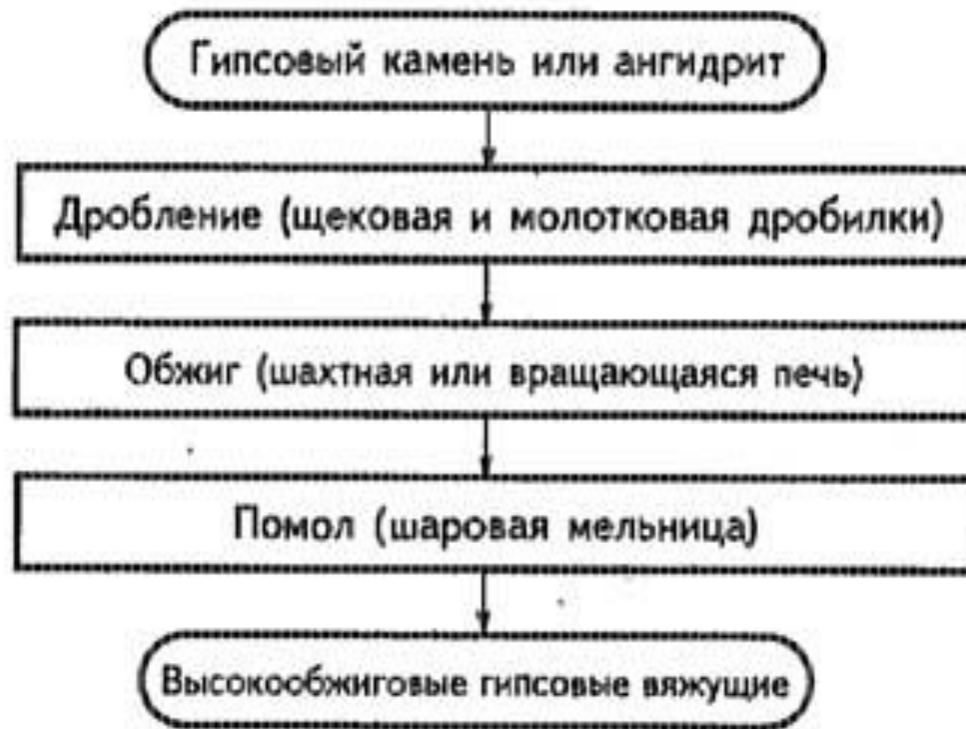 Гипсовый камень или ангидрит
Дробление (щековая и молотковая дробилки)
Обжиг (шахтная или вращающаяся печь)
Помол (шаровая мельница)
Высокообжиговые гипсовые вяжущие